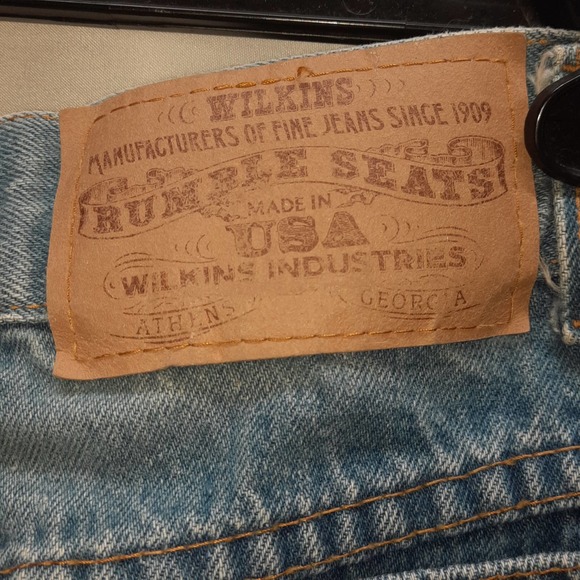 WILKINS
MANUFACTURERS OF FINE JEANS SINCE 1909
RUMBLE SEATS
MADE IN
USA
WILKINS INDUSTRIES
ATHENS GEORGIA